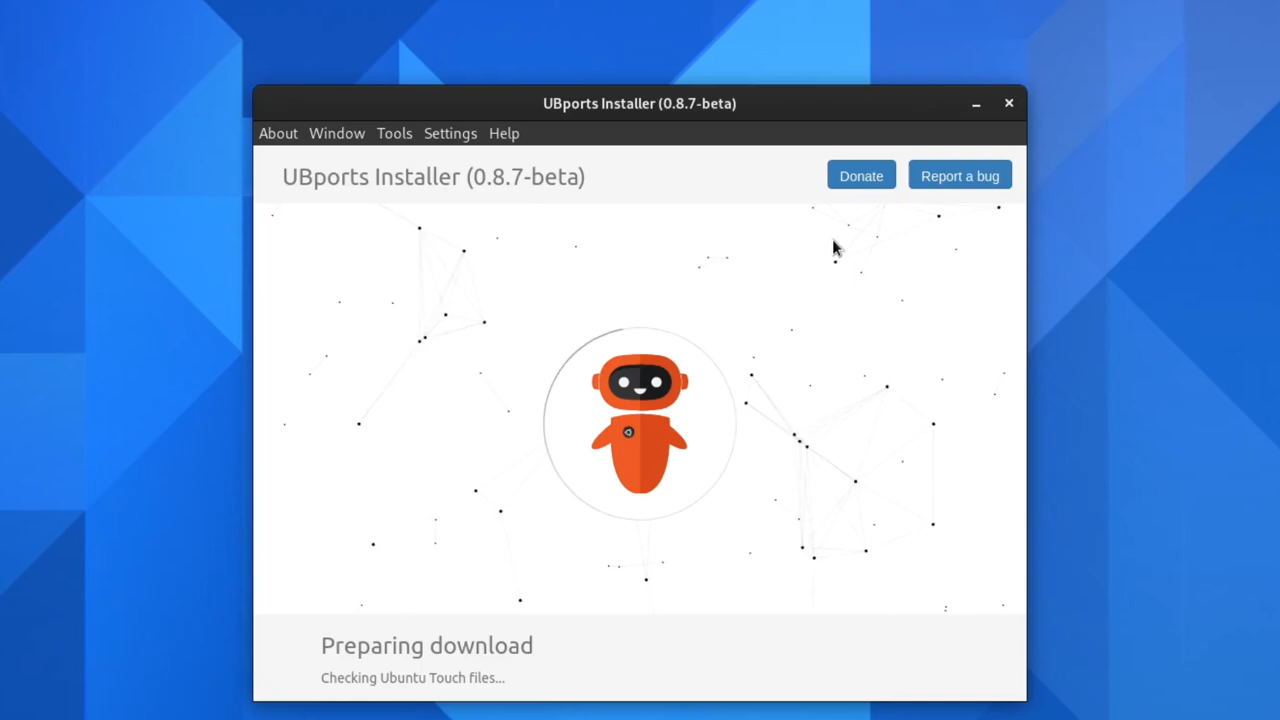 UBports Installer (0.8.7-beta)
About Window Tools Settings Help
UBports Installer (0.8.7-beta)
Donate
Report a bug
Preparing download
Checking Ubuntu Touch files...